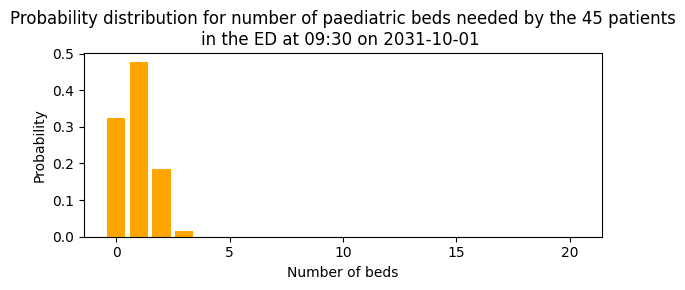 Probability distribution for number of paediatric beds needed by the 45 patients
in the ED at 09:30 on 2031-10-01
0.5
0.4
0.3
0.2
0.1
0.0
Probability
0 5 10 15 20
Number of beds